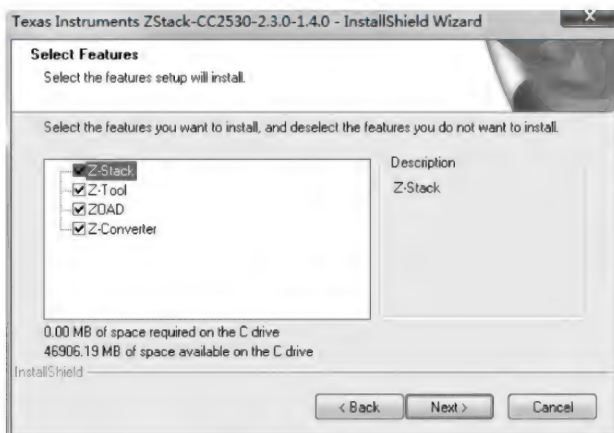 Texas Instruments ZStack-CC2530-2.3.0-1.4.0 - InstallShield Wizard
Select Features
Select the features setup will install.
Select the features you want to install, and deselect the features you do not want to install.
Z-Stack
Z-Tool
ZOAD
Z-Converter
Description
Z-Stack
0.00 MB of space required on the C drive
46906.19 MB of space available on the C drive
InstallShield
< Back
Next >
Cancel